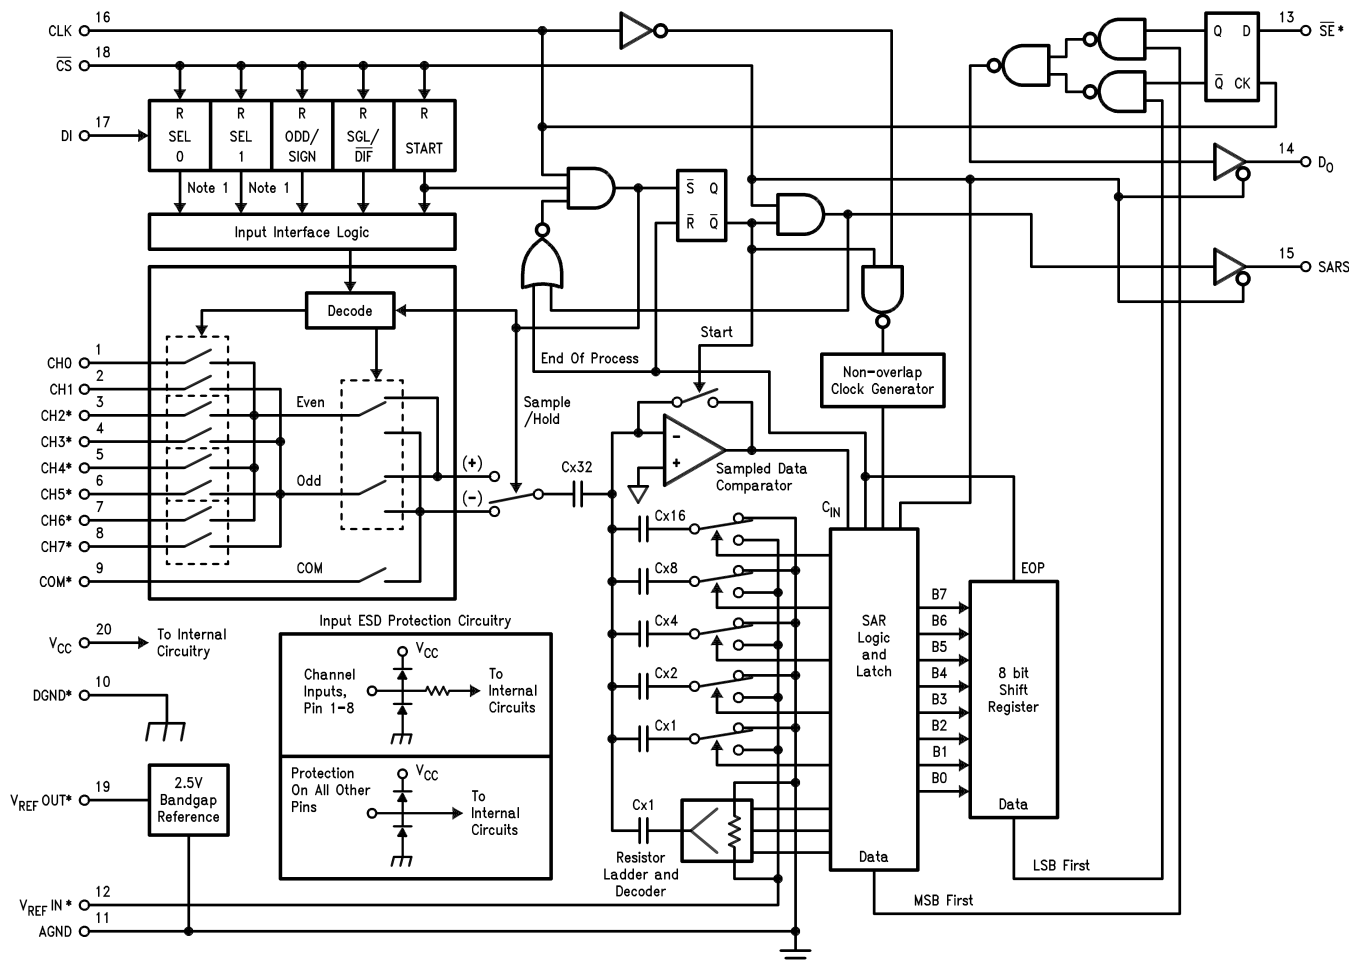 CLK 16
CS 18
DI 17
R R R R R
SEL 0
SEL 1
ODD/ SIGN
SGL/ DIF
START
Note 1 Note 1
Input Interface Logic
Decode
CH0 1
CH1 2
CH2* 3
CH3* 4
CH4* 5
CH5* 6
CH6* 7
CH7* 8
COM* 9
Even
Odd
COM
(+)
(-)
Sample /Hold
End Of Process
Start
S Q
R Q
Q D
Q CK
13 SE*
14 DO
15 SARS
Non-overlap
Clock Generator
Sampled Data
Comparator
-
+
CIN
Cx32
Cx16
Cx8
Cx4
Cx2
Cx1
Cx1
Resistor
Ladder and
Decoder
SAR
Logic
and
Latch
Data
B7
B6
B5
B4
B3
B2
B1
B0
EOP
8 bit
Shift
Register
Data
LSB First
MSB First
VCC 20
To Internal
Circuitry
DGND* 10
VREF OUT* 19
2.5V
Bandgap
Reference
VREF IN* 12
AGND 11
Input ESD Protection Circuitry
Channel
Inputs,
Pin 1-8
VCC
To
Internal
Circuits
Protection
On All Other
Pins
VCC
To
Internal
Circuits